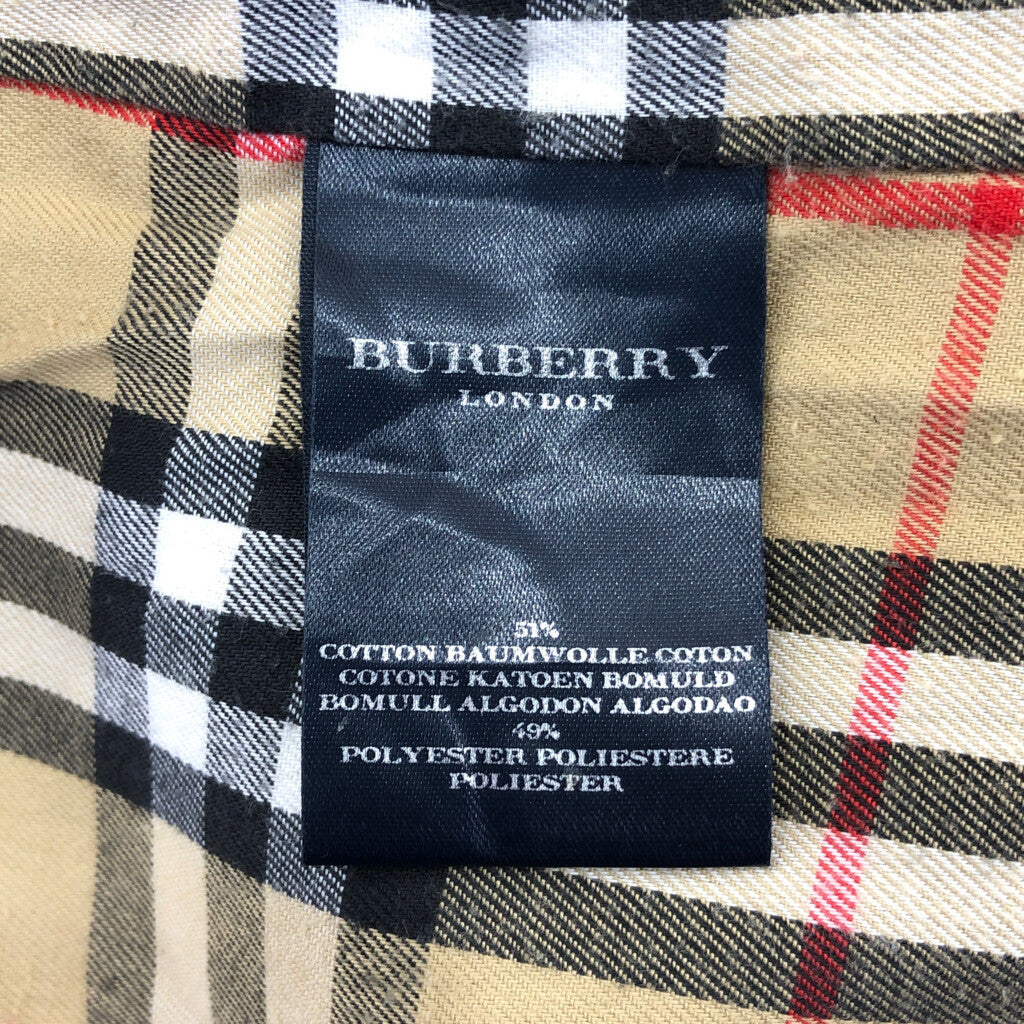 BURBERRY
LONDON
51%
COTTON BAUMWOLLE COTON
COTONE KATOEN BOMULD
BOMULL ALGODON ALGODAO
49%
POLYESTER POLIESTERE
POLIESTER